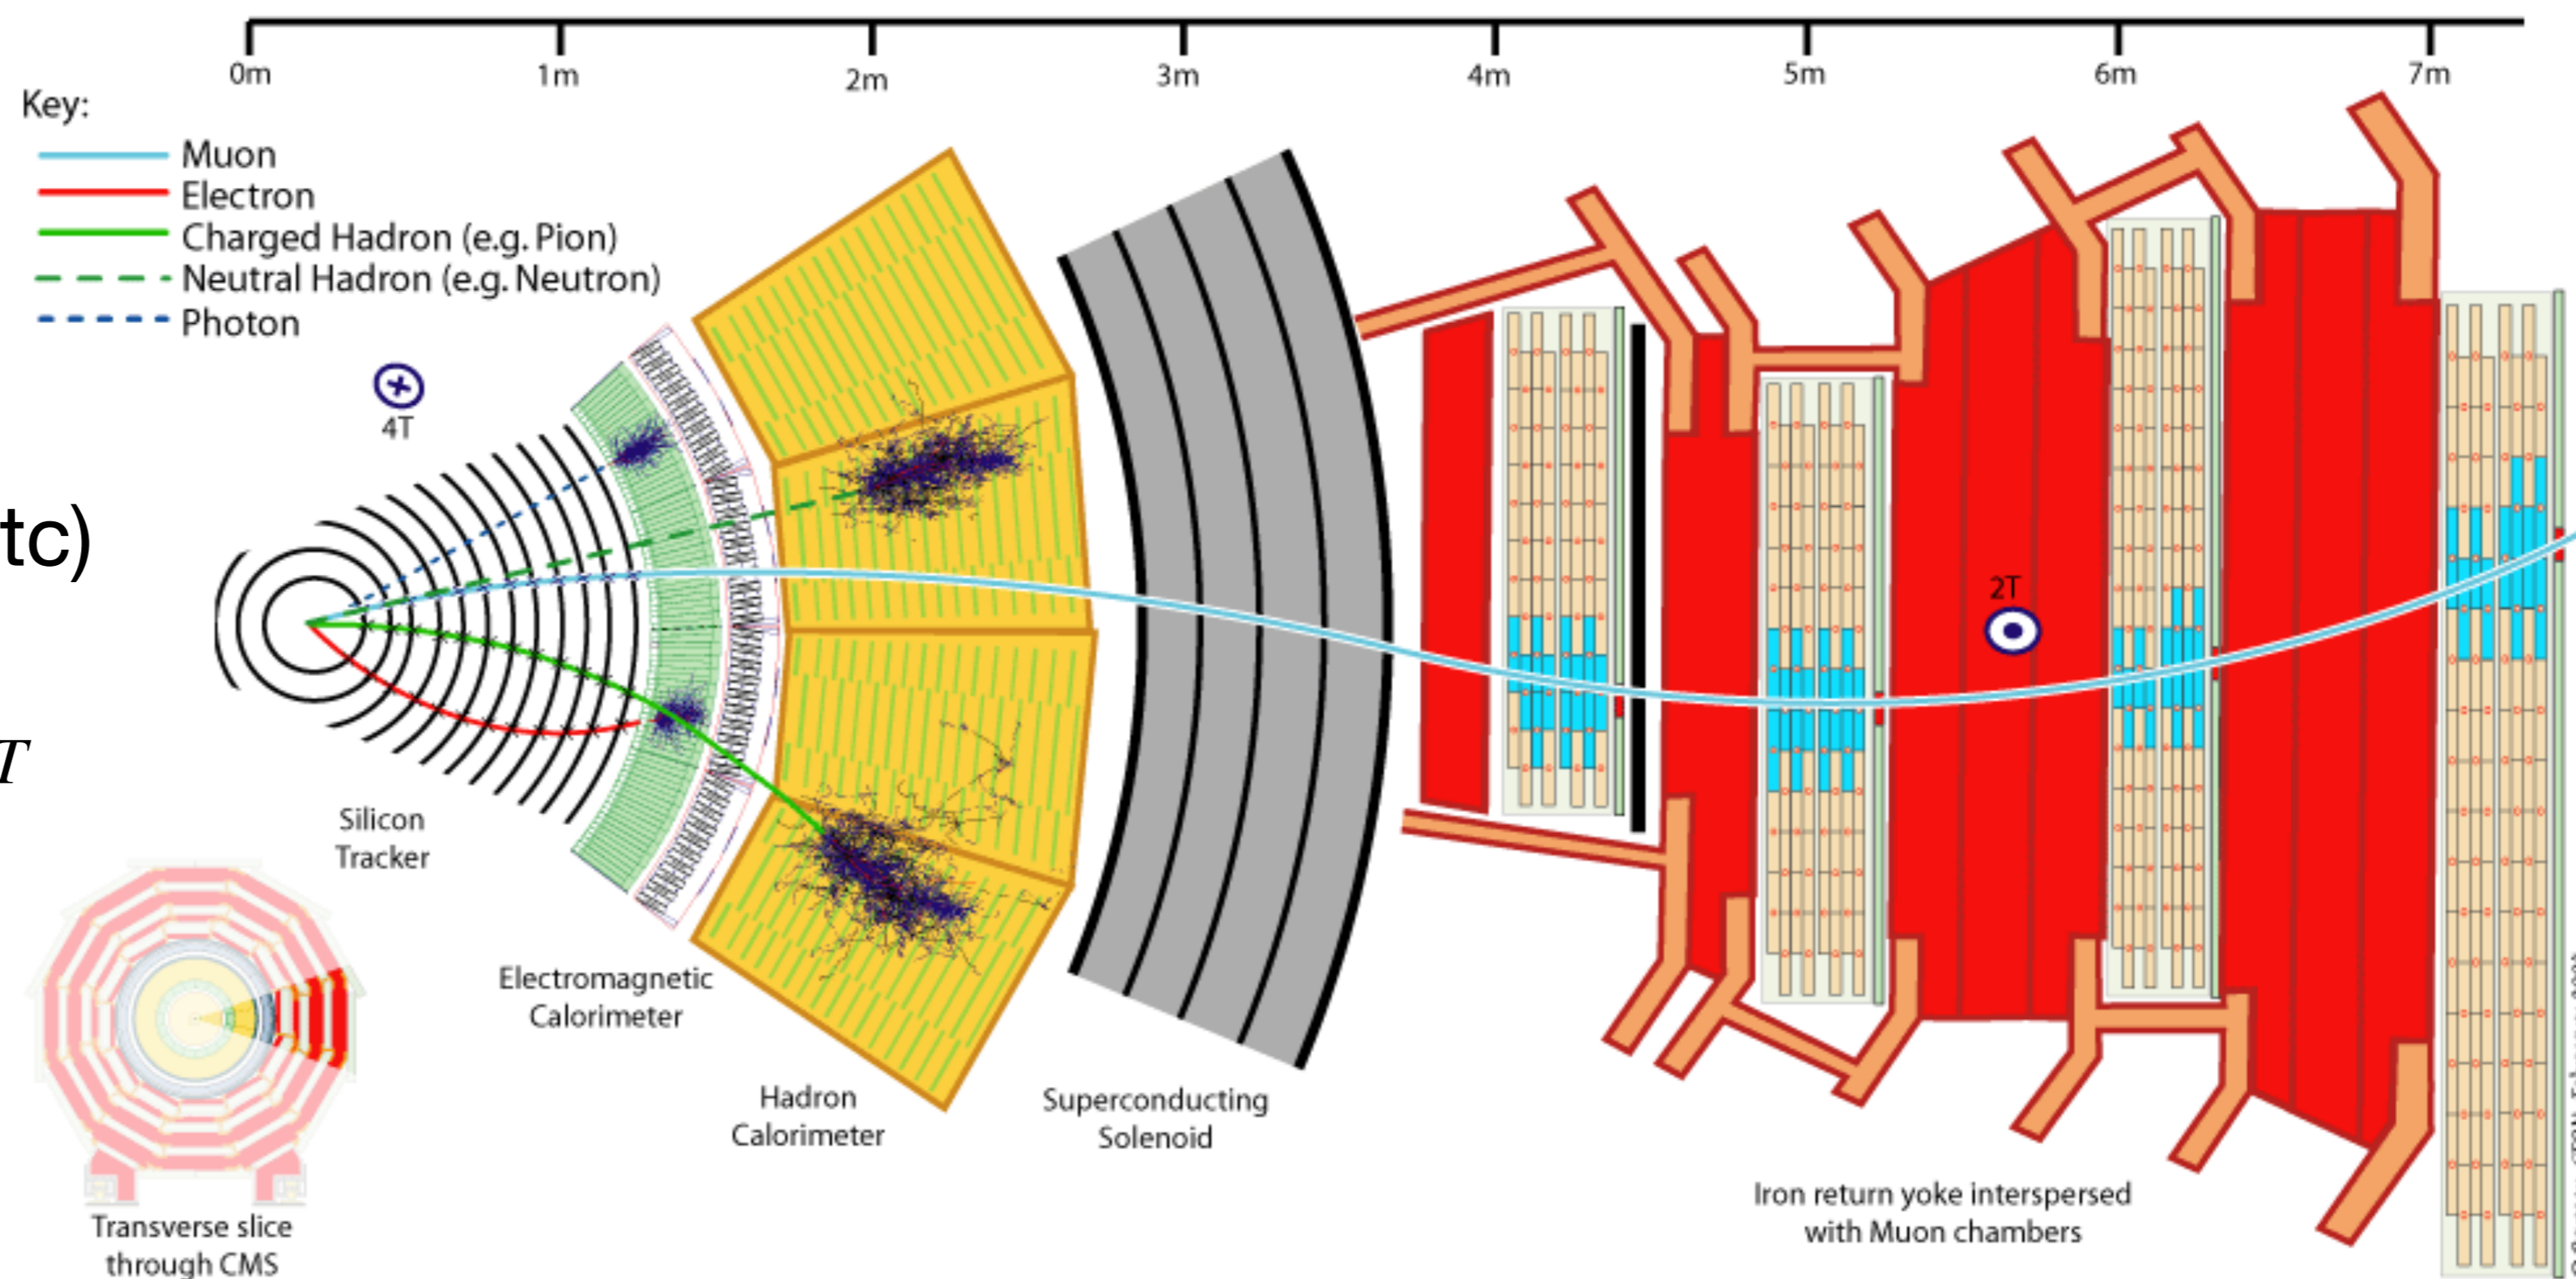 0m 1m 2m 3m 4m 5m 6m 7m
Key:
Muon
Electron
Charged Hadron (e.g. Pion)
Neutral Hadron (e.g. Neutron)
Photon
4T
tc)
2T
T
Silicon
Tracker
Electromagnetic
Calorimeter
Hadron
Calorimeter
Superconducting
Solenoid
Iron return yoke interspersed
with Muon chambers
Transverse slice
through CMS